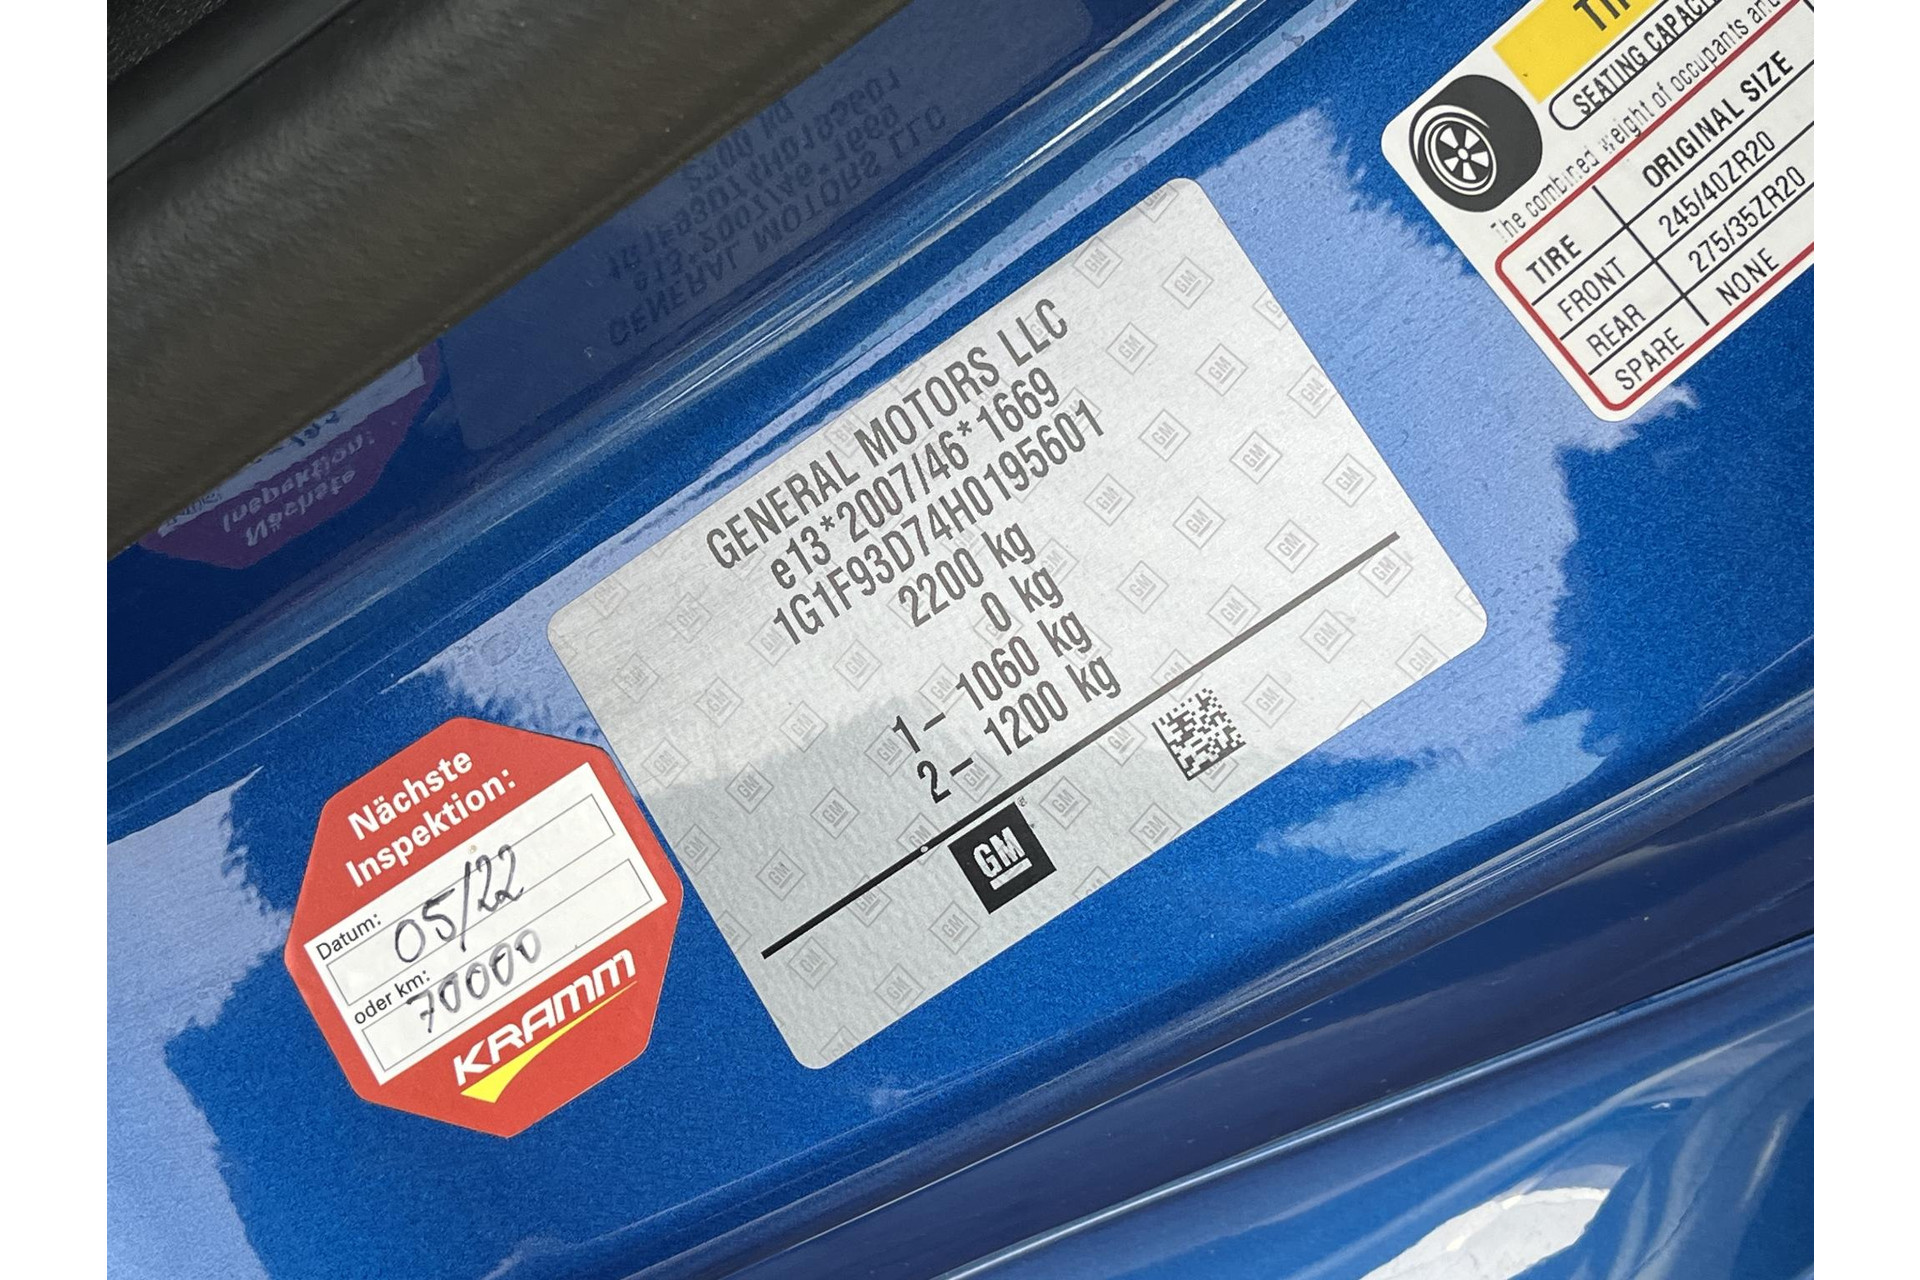 GENERAL MOTORS LLC
e13*2007/46*1669
1G1F93D74H0195601
2200 kg
0 kg
1 – 1060 kg
2 – 1200 kg
GM
Nächste
Inspektion:
Datum:
05/22
oder km:
70000
KRAMM
SEATING CAPACITY
The combined weight of occupants and
TIRE ORIGINAL SIZE
FRONT 245/40ZR20
REAR 275/35ZR20
SPARE NONE